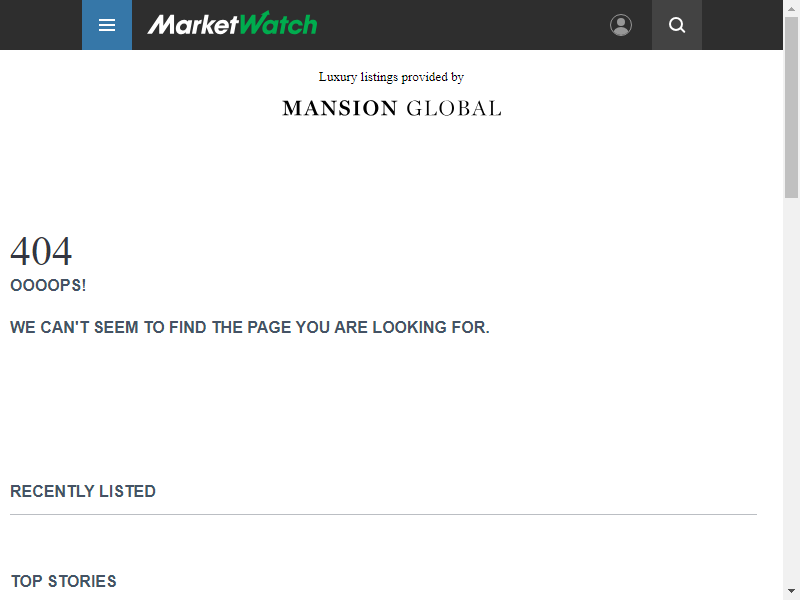 MarketWatch
Luxury listings provided by
MANSION GLOBAL
404
OOOOPS!
WE CAN'T SEEM TO FIND THE PAGE YOU ARE LOOKING FOR.
RECENTLY LISTED
TOP STORIES